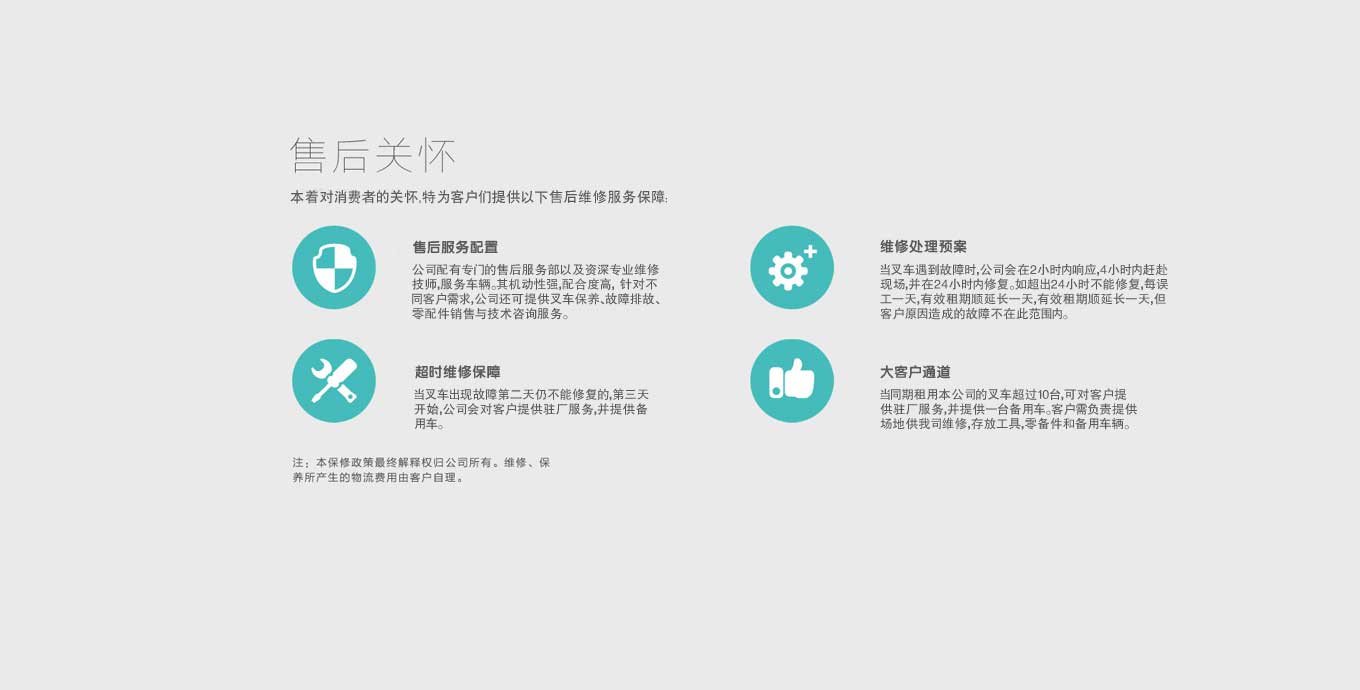 售后关怀
本着对消费者的关怀,特为客户们提供以下售后维修服务保障:
售后服务配置
公司配有专门的售后服务部以及资深专业维修
技师,服务车辆。其机动性强,配合度高, 针对不
同客户需求,公司还可提供叉车保养、故障排故、
零配件销售与技术咨询服务。
维修处理预案
当叉车遇到故障时,公司会在2小时内响应,4小时内赶赴
现场,并在24小时内修复。如超出24小时不能修复,每误
工一天,有效租期顺延长一天,有效租期顺延长一天,但
客户原因造成的故障不在此范围内。
超时维修保障
当叉车出现故障第二天仍不能修复的,第三天
开始,公司会对客户提供驻厂服务,并提供备
用车。
大客户通道
当同期租用本公司的叉车超过10台,可对客户提
供驻厂服务,并提供一台备用车。客户需负责提供
场地供我司维修,存放工具,零备件和备用车辆。
注：本保修政策最终解释权归公司所有。维修、保
养所产生的物流费用由客户自理。